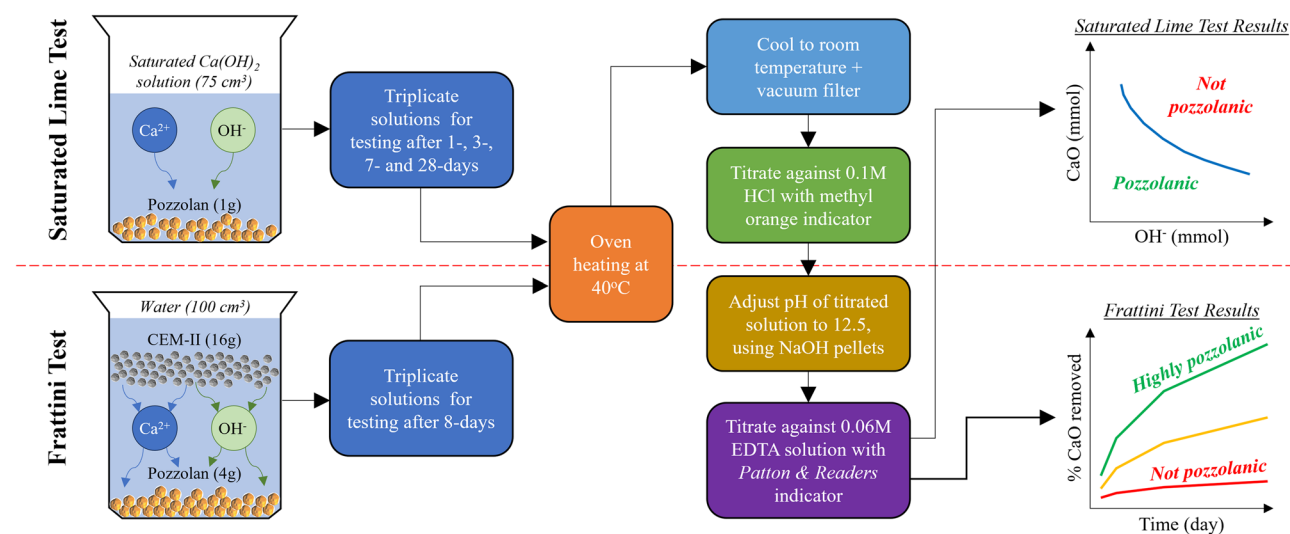 Saturated Lime Test
Saturated Ca(OH)₂
solution (75 cm³)
Ca²⁺
OH⁻
Pozzolan (1g)
Triplicate
solutions for
testing after 1-, 3-,
7- and 28-days
Frattini Test
Water (100 cm³)
CEM-II (16g)
Ca²⁺
OH⁻
Pozzolan (4g)
Triplicate
solutions for
testing after 8-days
Oven
heating at
40°C
Cool to room
temperature +
vacuum filter
Titrate against 0.1M
HCl with methyl
orange indicator
Adjust pH of titrated
solution to 12.5,
using NaOH pellets
Titrate against 0.06M
EDTA solution with
Patton & Readers
indicator
Saturated Lime Test Results
CaO (mmol)
Not
pozzolanic
Pozzolanic
OH⁻ (mmol)
Frattini Test Results
% CaO removed
Highly pozzolanic
Not pozzolanic
Time (day)